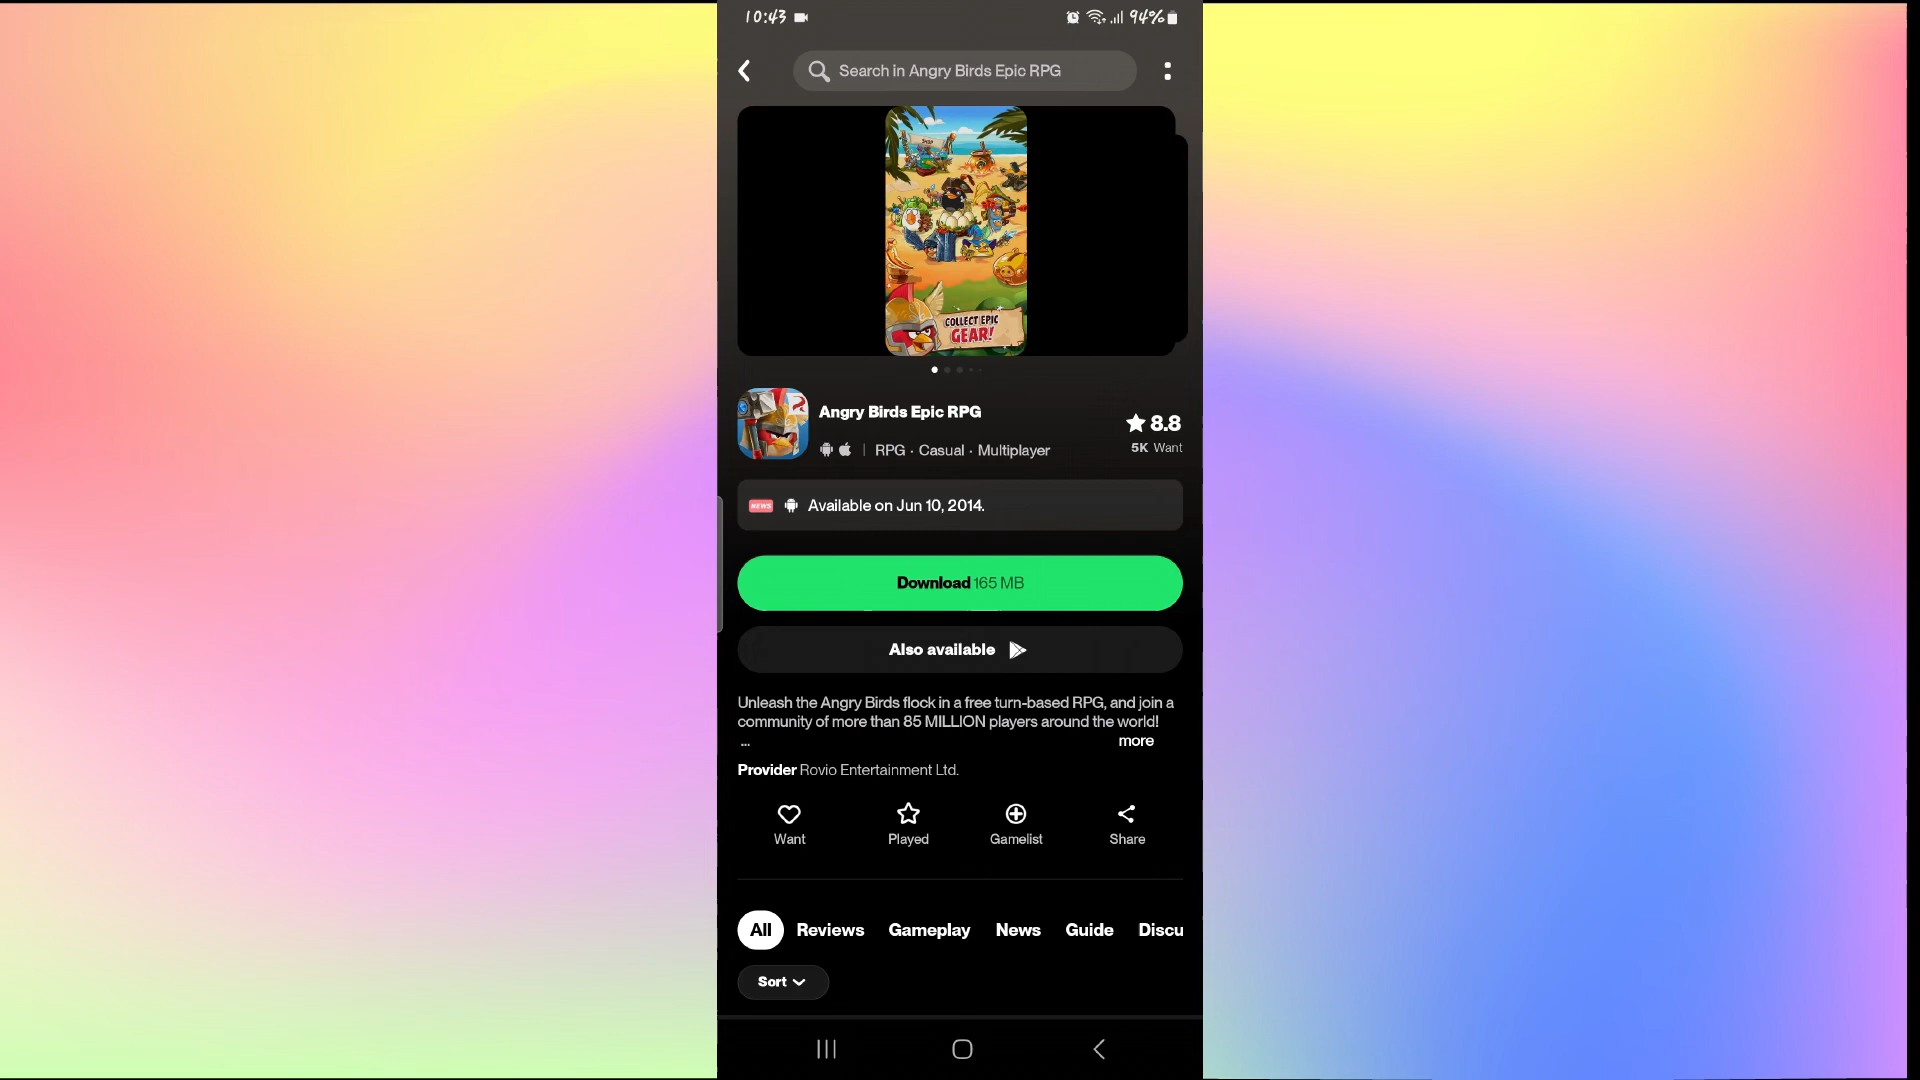 10:43
94%
Search in Angry Birds Epic RPG
SHOP
COLLECT EPIC
GEAR!
Angry Birds Epic RPG
8.8
RPG · Casual · Multiplayer
5K Want
NEWS Available on Jun 10, 2014.
Download 165 MB
Also available
Unleash the Angry Birds flock in a free turn-based RPG, and join a
community of more than 85 MILLION players around the world!
... more
Provider Rovio Entertainment Ltd.
Want Played Gamelist Share
All Reviews Gameplay News Guide Discu
Sort